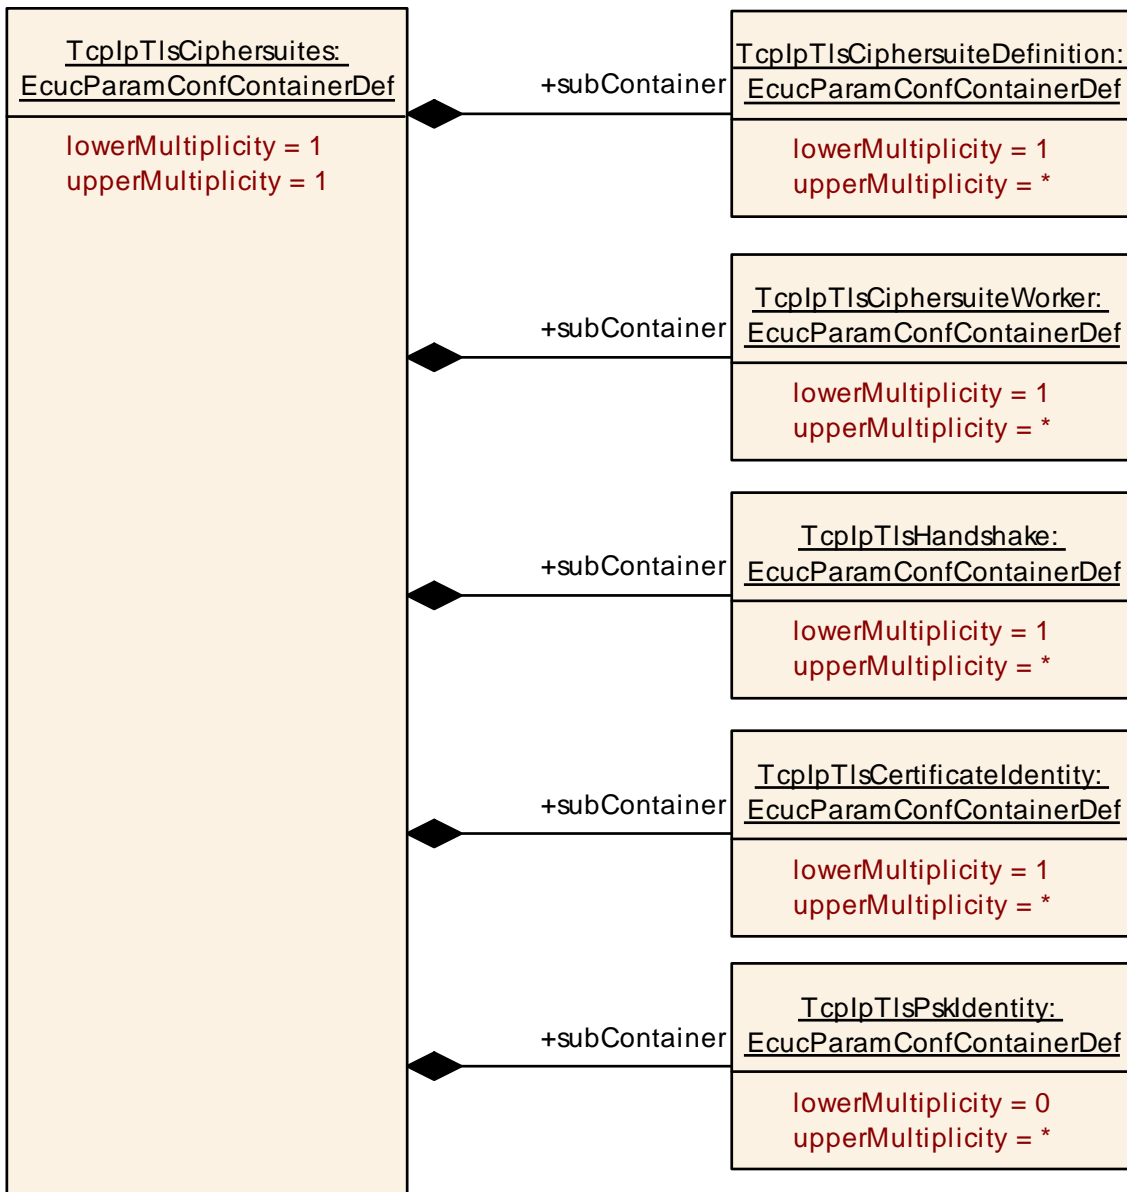 TcpIpTlsCiphersuites:
EcucParamConfContainerDef
lowerMultiplicity = 1
upperMultiplicity = 1
+subContainer
TcpIpTlsCiphersuiteDefinition:
EcucParamConfContainerDef
lowerMultiplicity = 1
upperMultiplicity = *
+subContainer
TcpIpTlsCiphersuiteWorker:
EcucParamConfContainerDef
lowerMultiplicity = 1
upperMultiplicity = *
+subContainer
TcpIpTlsHandshake:
EcucParamConfContainerDef
lowerMultiplicity = 1
upperMultiplicity = *
+subContainer
TcpIpTlsCertificateIdentity:
EcucParamConfContainerDef
lowerMultiplicity = 1
upperMultiplicity = *
+subContainer
TcpIpTlsPskIdentity:
EcucParamConfContainerDef
lowerMultiplicity = 0
upperMultiplicity = *